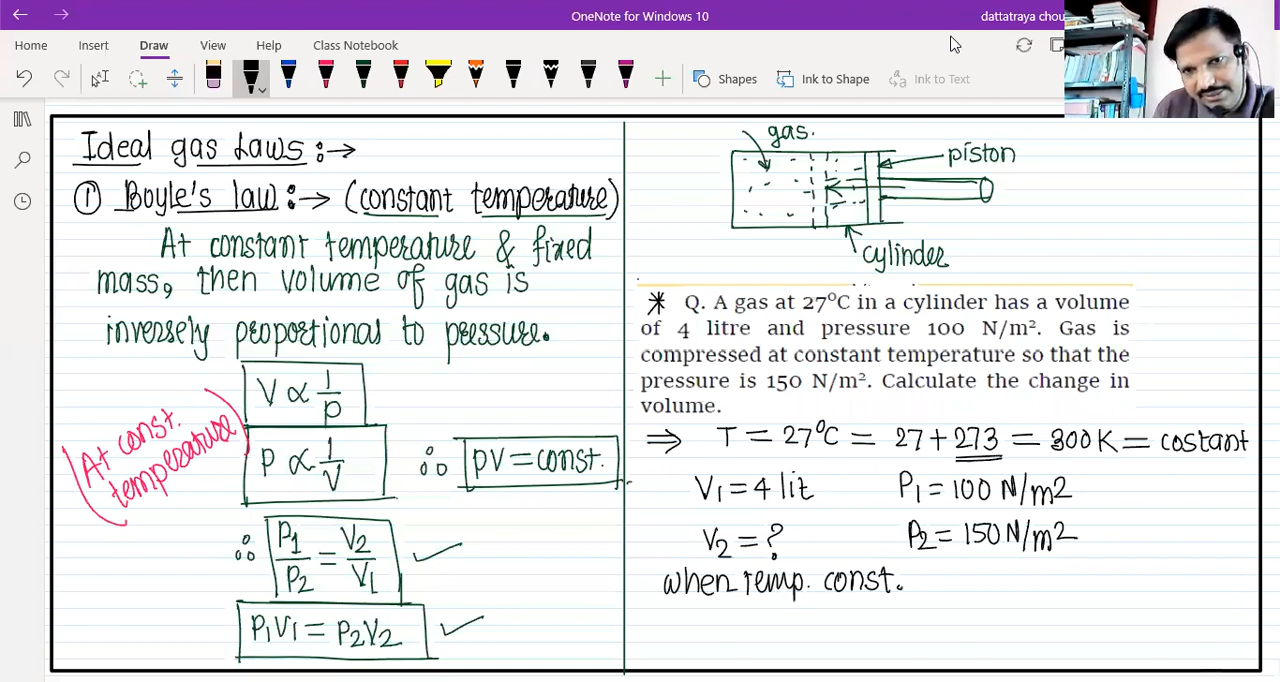 OneNote for Windows 10
dattatraya chou
Home Insert Draw View Help Class Notebook
Shapes Ink to Shape Ink to Text
Ideal gas Laws :→
① Boyle's law :→ (constant temperature)
At constant temperature & fixed
mass, then volume of gas is
inversely proportional to pressure.
V ∝ 1/P
P ∝ 1/V ∴ PV = const.
At const.
temperature
∴ P1/P2 = V2/V1
P1V1 = P2V2
gas.
piston
cylinder
* Q. A gas at 27⁰C in a cylinder has a volume
of 4 litre and pressure 100 N/m². Gas is
compressed at constant temperature so that the
pressure is 150 N/m². Calculate the change in
volume.
⇒ T = 27⁰C = 27 + 273 = 300 K = costant
V1 = 4 lit P1 = 100 N/m2
V2 = ? P2 = 150 N/m2
when temp. const.